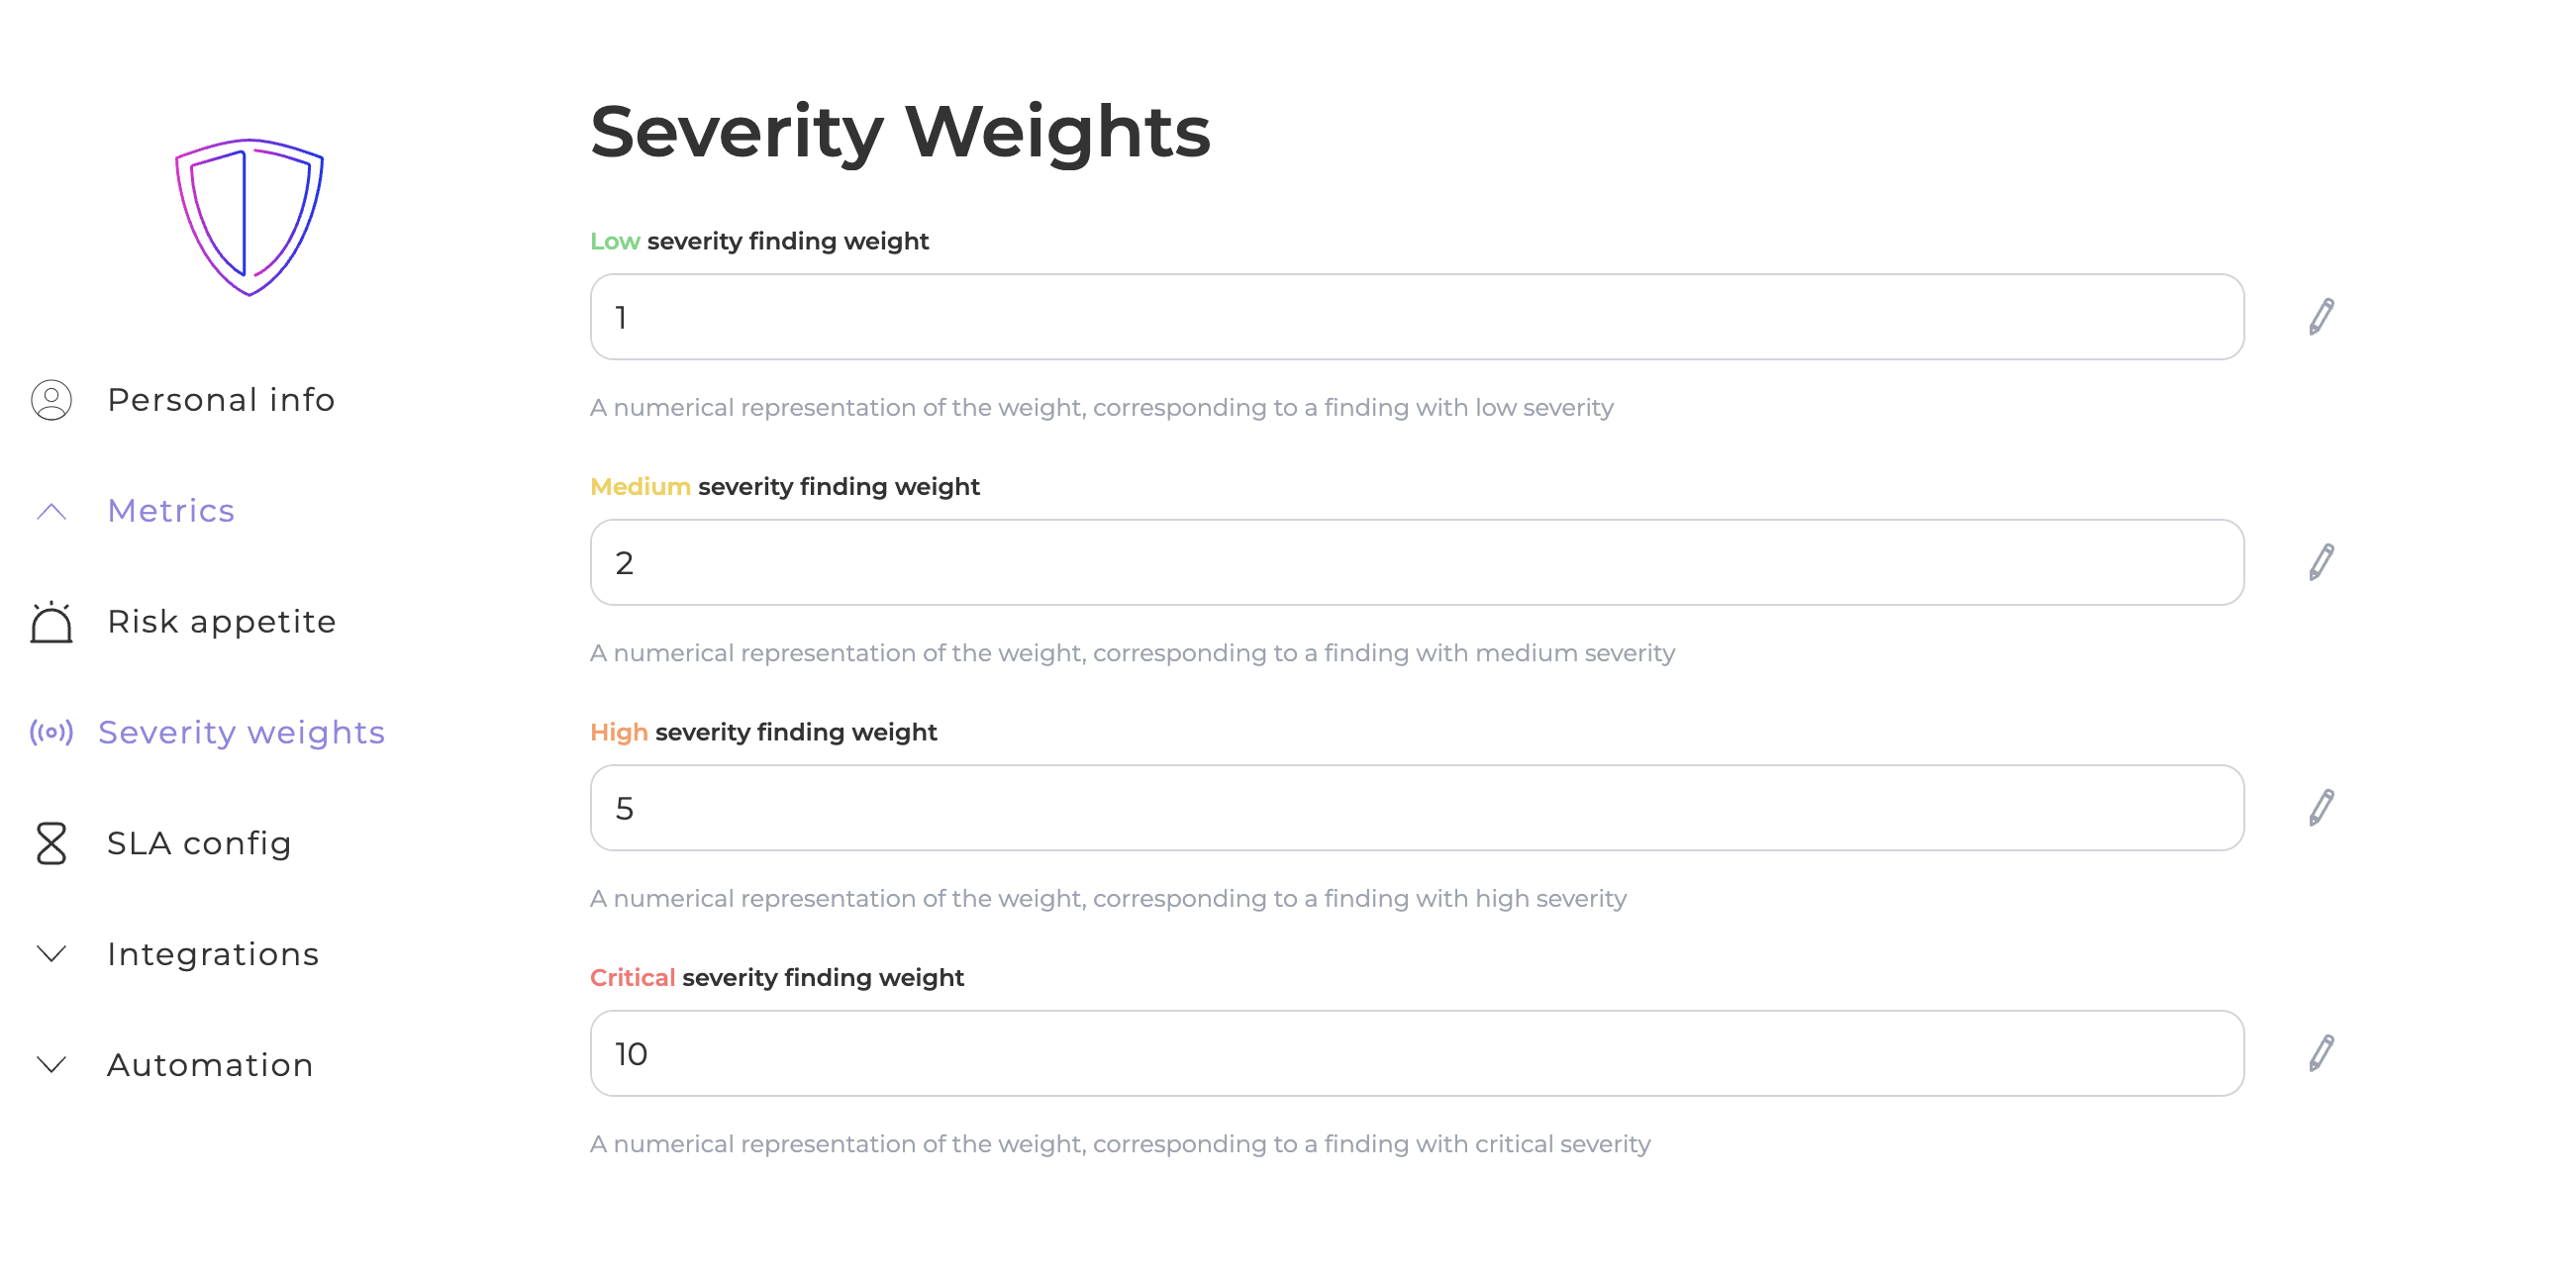 Personal info
Metrics
Risk appetite
Severity weights
SLA config
Integrations
Automation
Severity Weights
Low severity finding weight
1
A numerical representation of the weight, corresponding to a finding with low severity
Medium severity finding weight
2
A numerical representation of the weight, corresponding to a finding with medium severity
High severity finding weight
5
A numerical representation of the weight, corresponding to a finding with high severity
Critical severity finding weight
10
A numerical representation of the weight, corresponding to a finding with critical severity